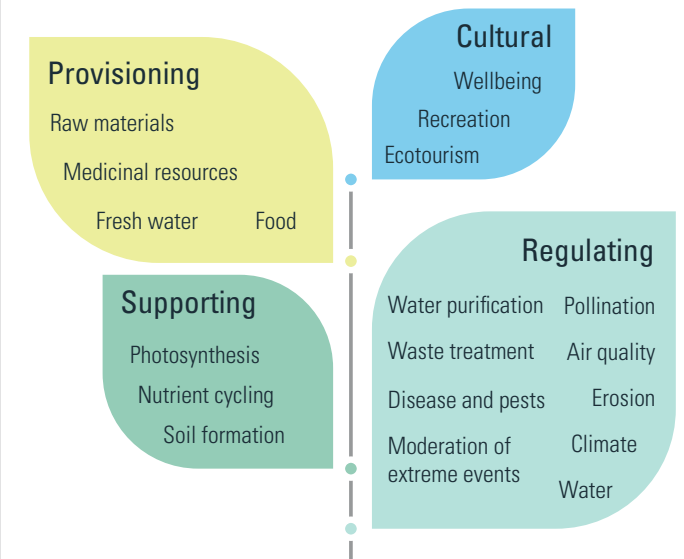 Provisioning
Raw materials
Medicinal resources
Fresh water Food
Cultural
Wellbeing
Recreation
Ecotourism
Supporting
Photosynthesis
Nutrient cycling
Soil formation
Regulating
Water purification Pollination
Waste treatment Air quality
Disease and pests Erosion
Moderation of
extreme events
Climate
Water